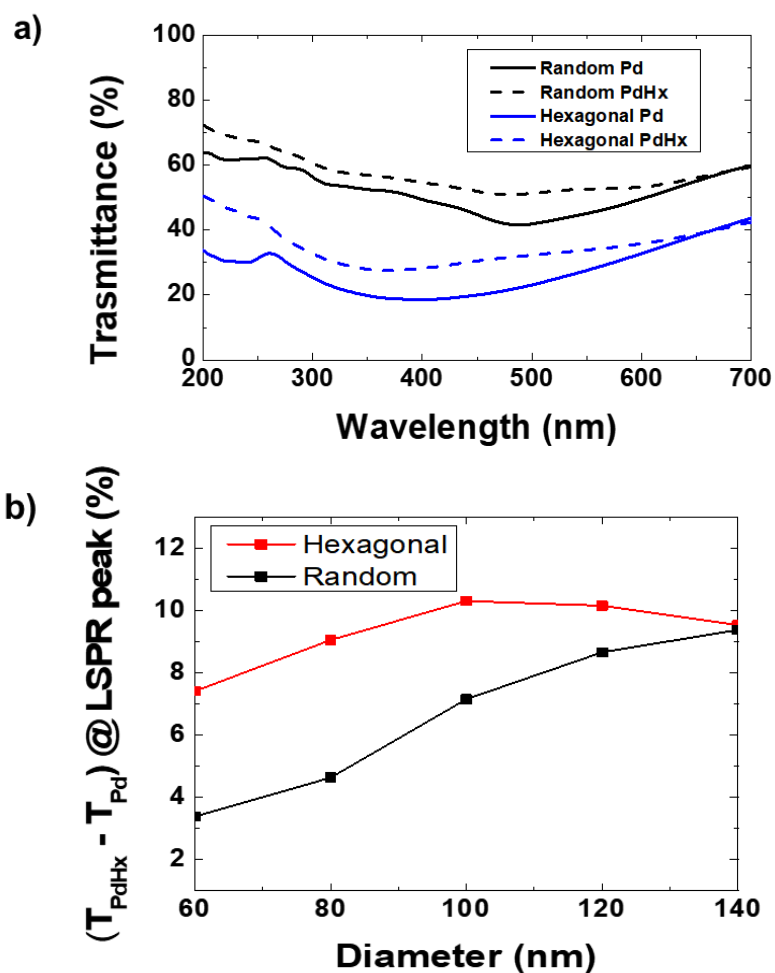 a)
Trasmittance (%)
100
80
60
40
20
0
Random Pd
Random PdHx
Hexagonal Pd
Hexagonal PdHx
200 300 400 500 600 700
Wavelength (nm)
b)
(T_PdHx - T_Pd) @ LSPR peak (%)
12
10
8
6
4
2
Hexagonal
Random
60 80 100 120 140
Diameter (nm)